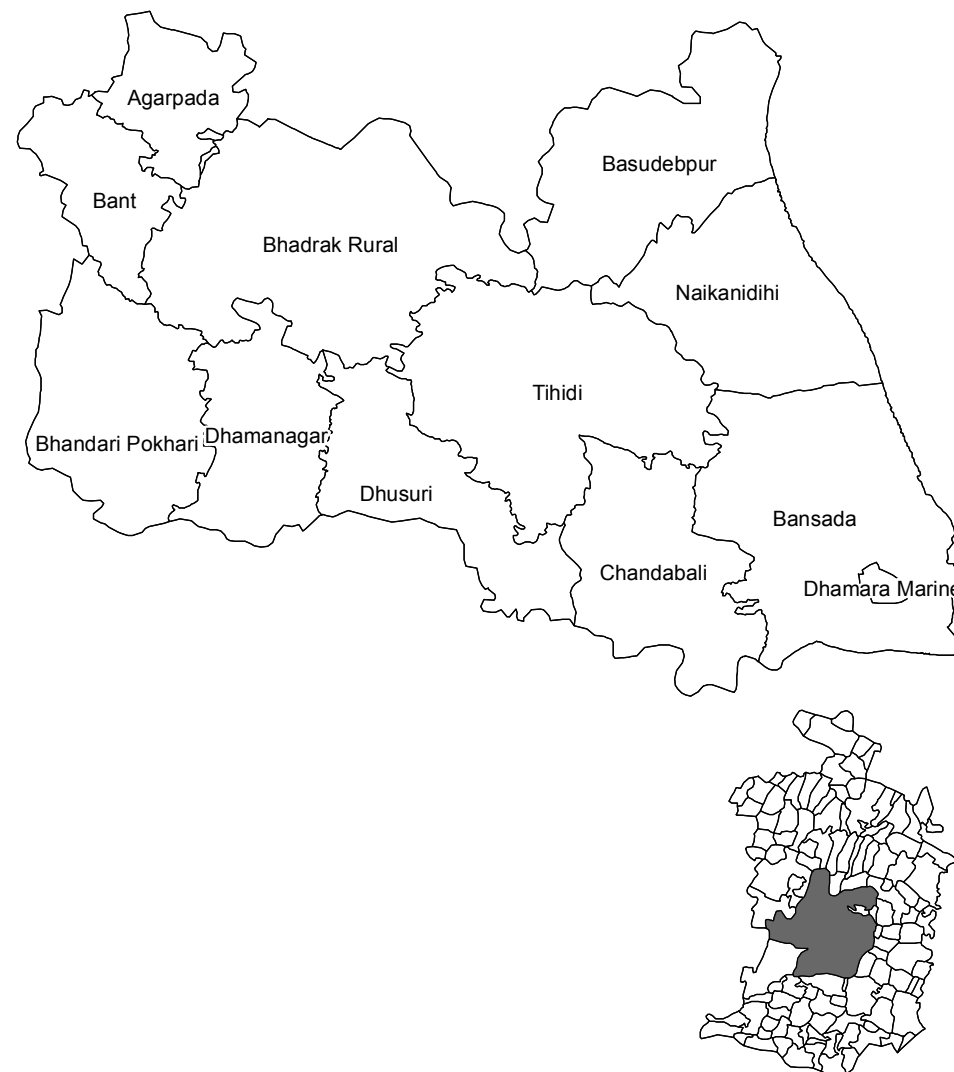 Agarpada
Basudebpur
Bant
Bhadrak Rural
Naikanidihi
Tihidi
Bhandari Pokhari
Dhamanagar
Dhusuri
Bansada
Chandabali
Dhamara Marine